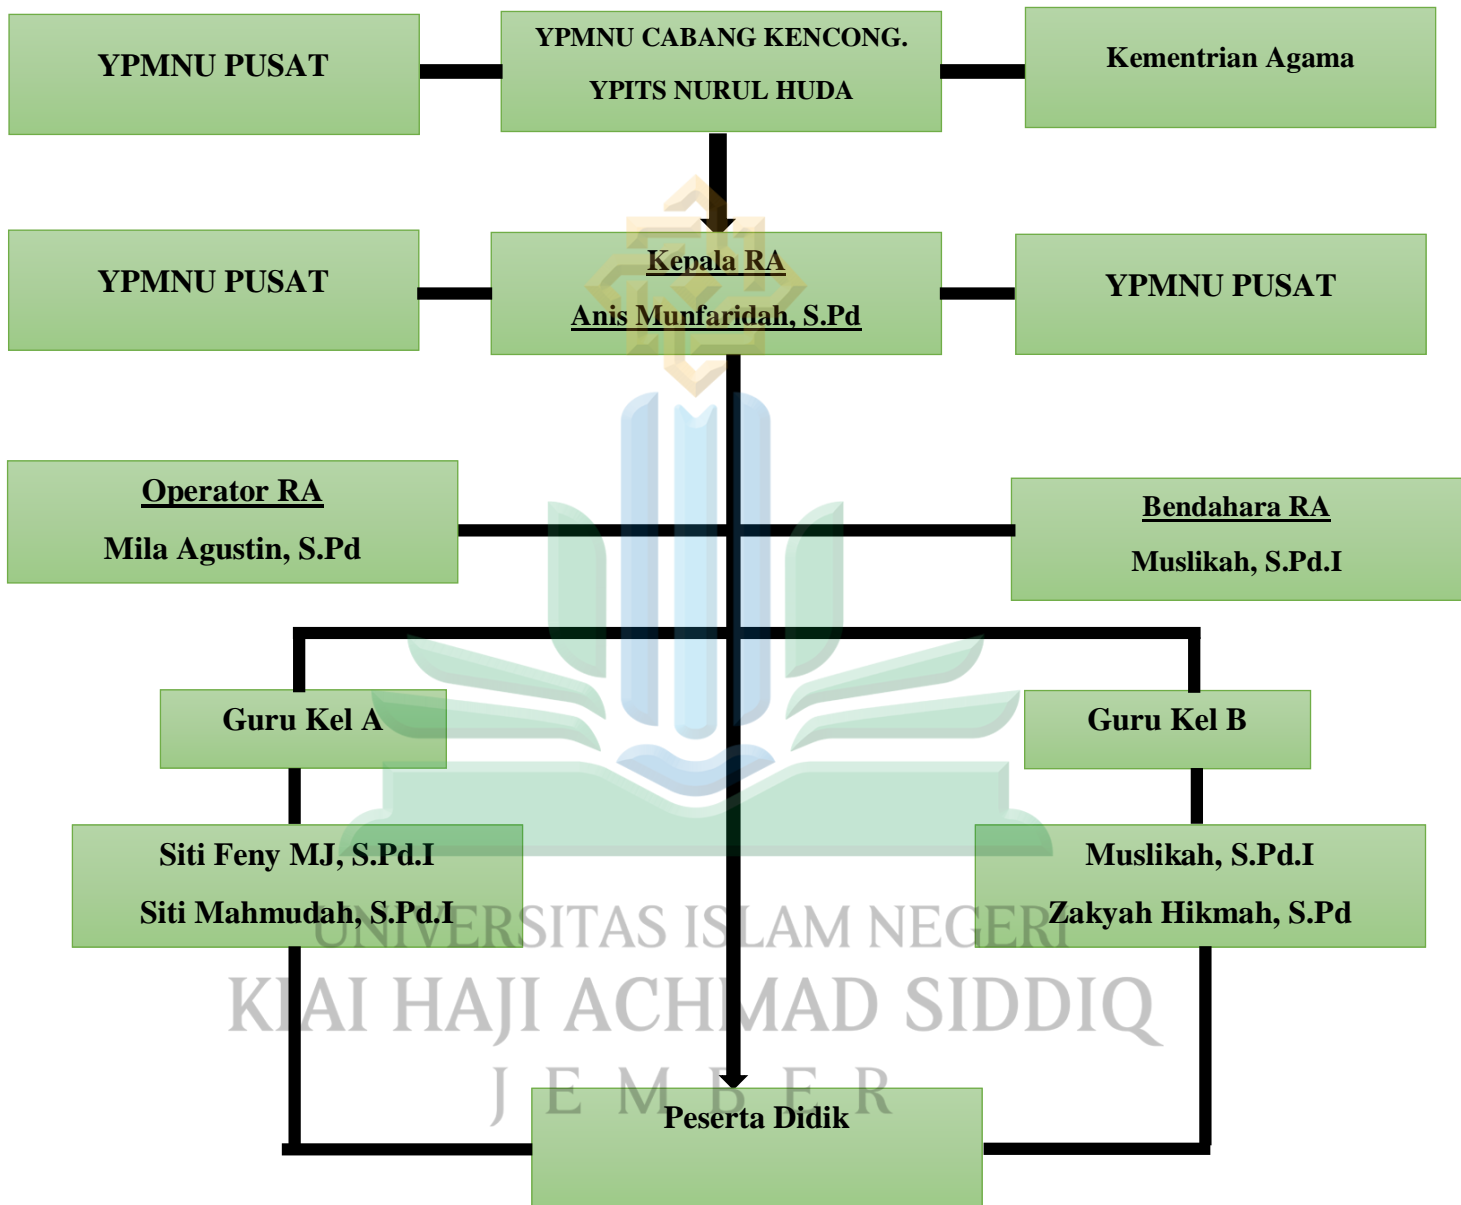 YPMNU PUSAT
YPMNU CABANG KENCONG.
YPITS NURUL HUDA
Kementrian Agama
YPMNU PUSAT
Kepala RA
Anis Munfaridah, S.Pd
YPMNU PUSAT
Operator RA
Mila Agustin, S.Pd
Bendahara RA
Muslikah, S.Pd.I
Guru Kel A
Guru Kel B
Siti Feny MJ, S.Pd.I
Siti Mahmudah, S.Pd.I
Muslikah, S.Pd.I
Zakyah Hikmah, S.Pd
UNIVERSITAS ISLAM NEGERI
KIAI HAJI ACHMAD SIDDIQ
JEMBER
Peserta Didik